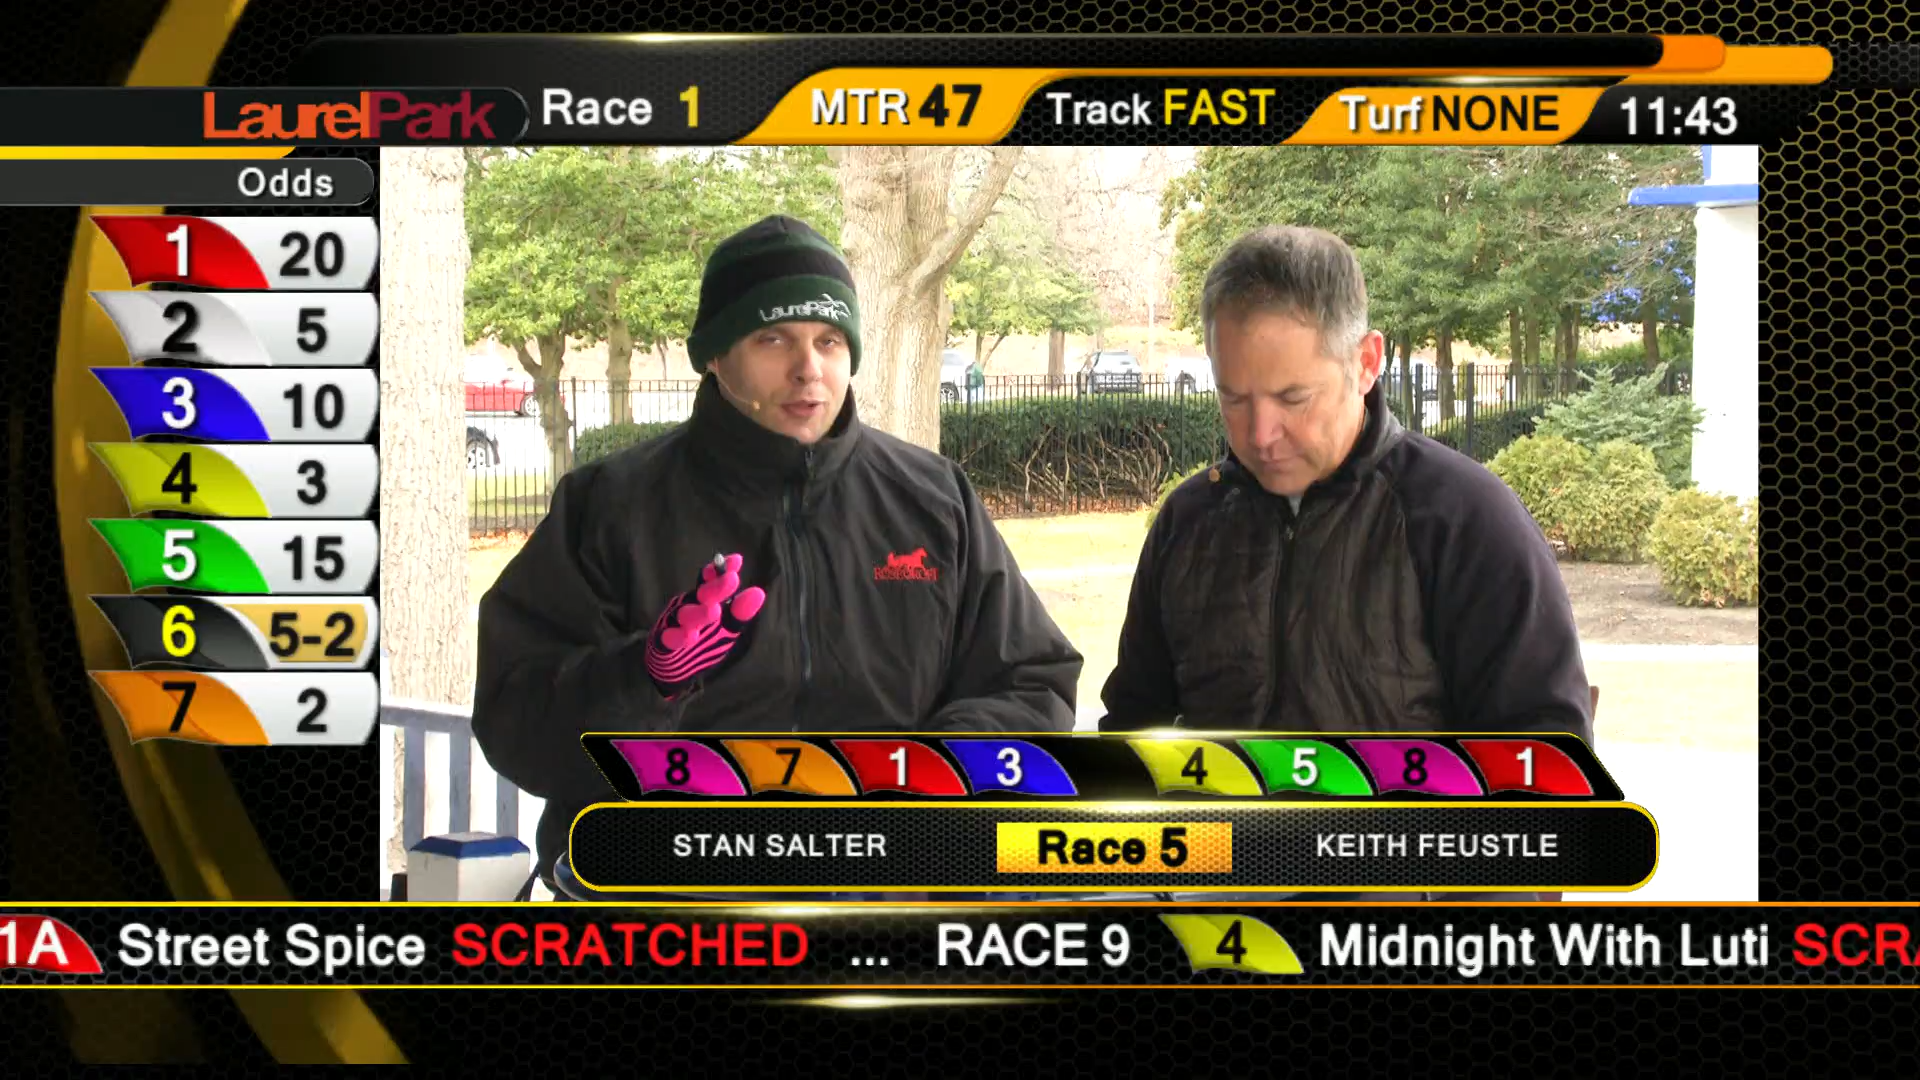 LaurelPark Race 1 MTR 47 Track FAST Turf NONE 11:43
Odds
1 20
2 5
3 10
4 3
5 15
6 5-2
7 2
LaurelPark
8 7 1 3 4 5 8 1
STAN SALTER Race 5 KEITH FEUSTLE
1A Street Spice SCRATCHED ... RACE 9 4 Midnight With Luti SCRA